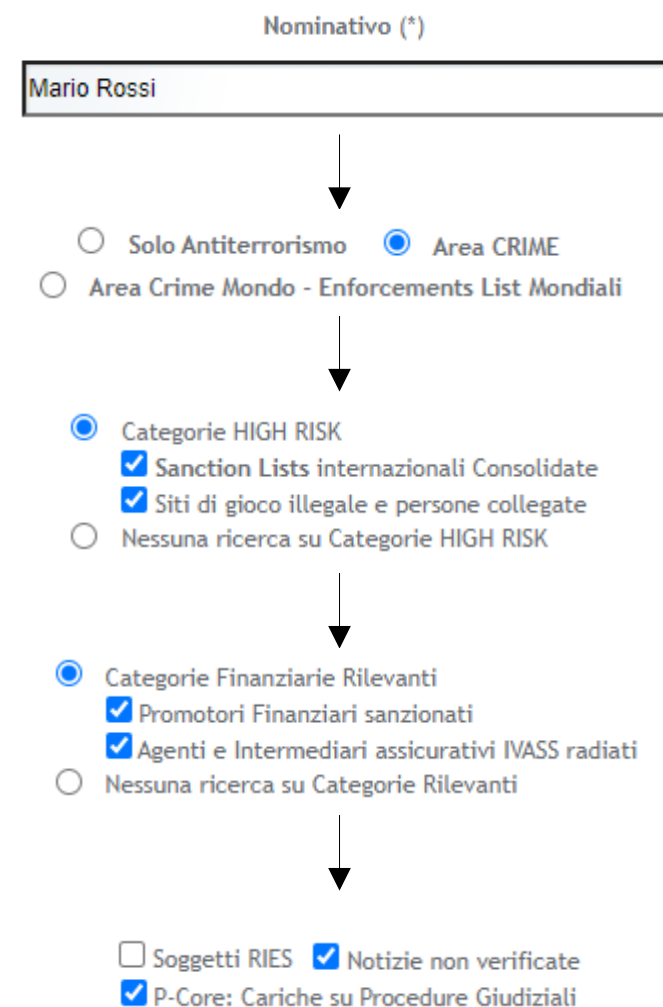 Nominativo (*)
Mario Rossi
Solo Antiterrorismo Area CRIME
Area Crime Mondo - Enforcements List Mondiali
Categorie HIGH RISK
Sanction Lists internazionali Consolidate
Siti di gioco illegale e persone collegate
Nessuna ricerca su Categorie HIGH RISK
Categorie Finanziarie Rilevanti
Promotori Finanziari sanzionati
Agenti e Intermediari assicurativi IVASS radiati
Nessuna ricerca su Categorie Rilevanti
Soggetti RIES Notizie non verificate
P-Core: Cariche su Procedure Giudiziali